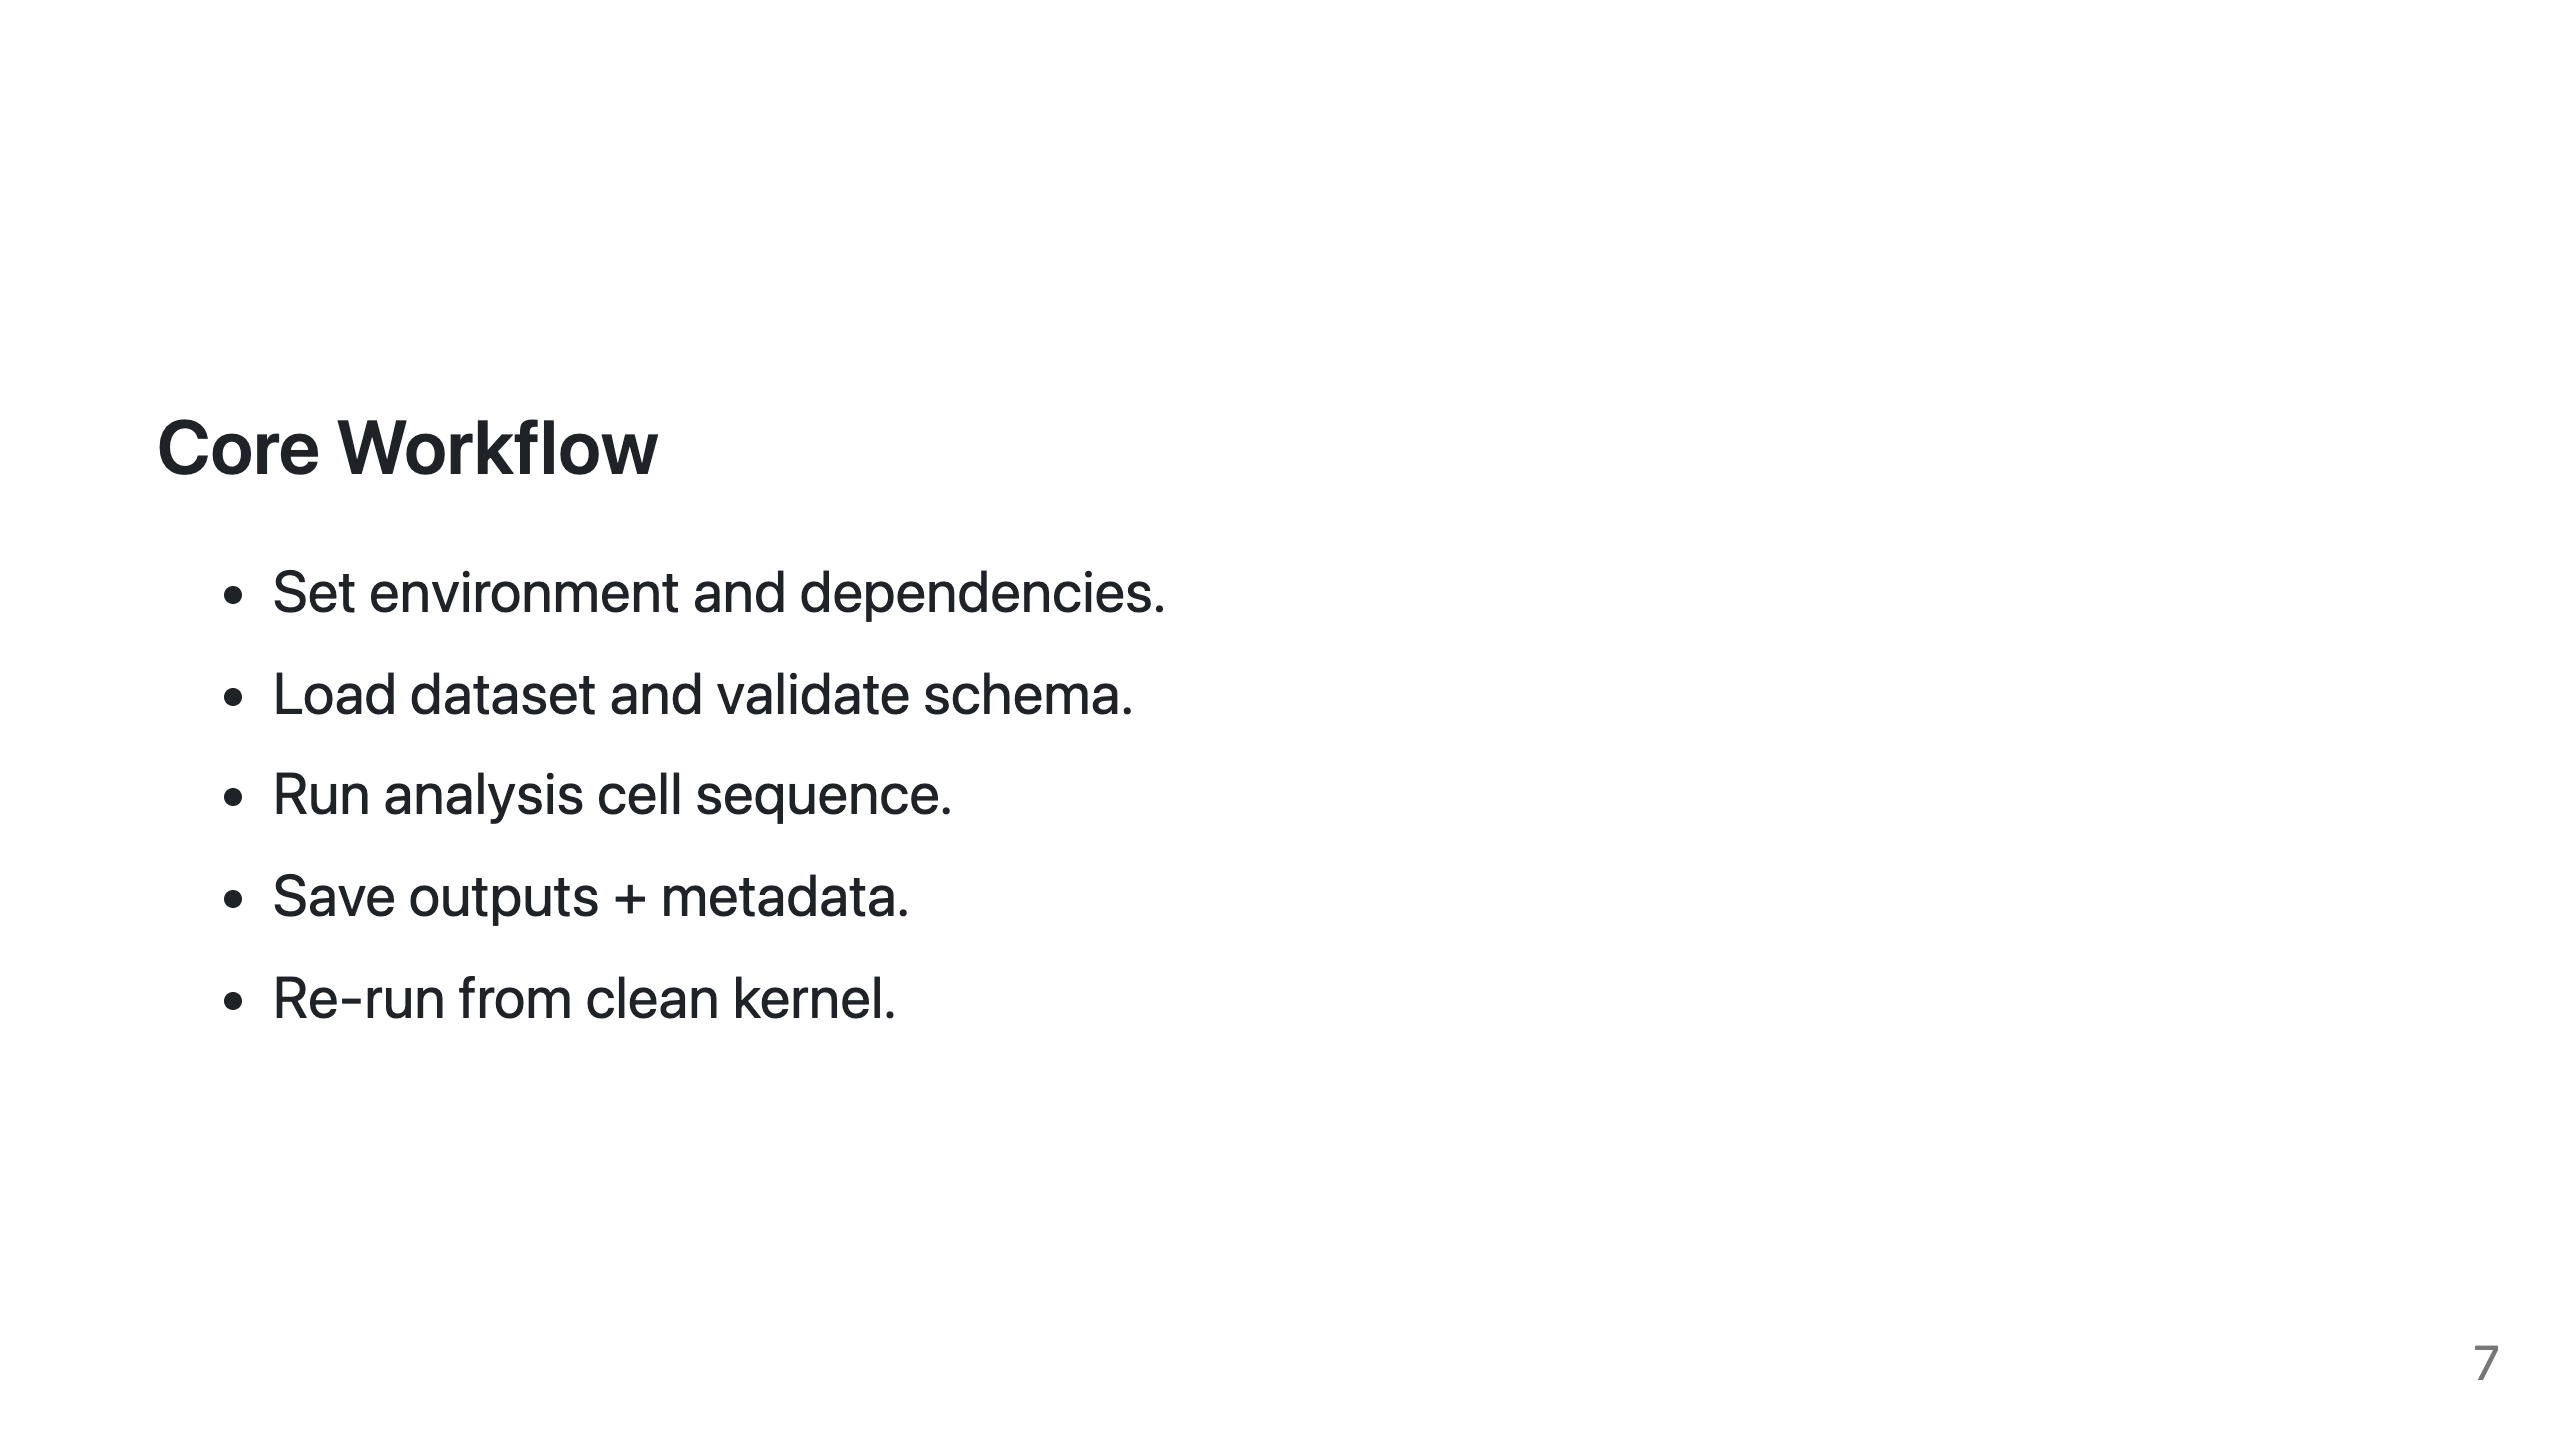 Core Workflow
• Set environment and dependencies.
• Load dataset and validate schema.
• Run analysis cell sequence.
• Save outputs + metadata.
• Re-run from clean kernel.
7